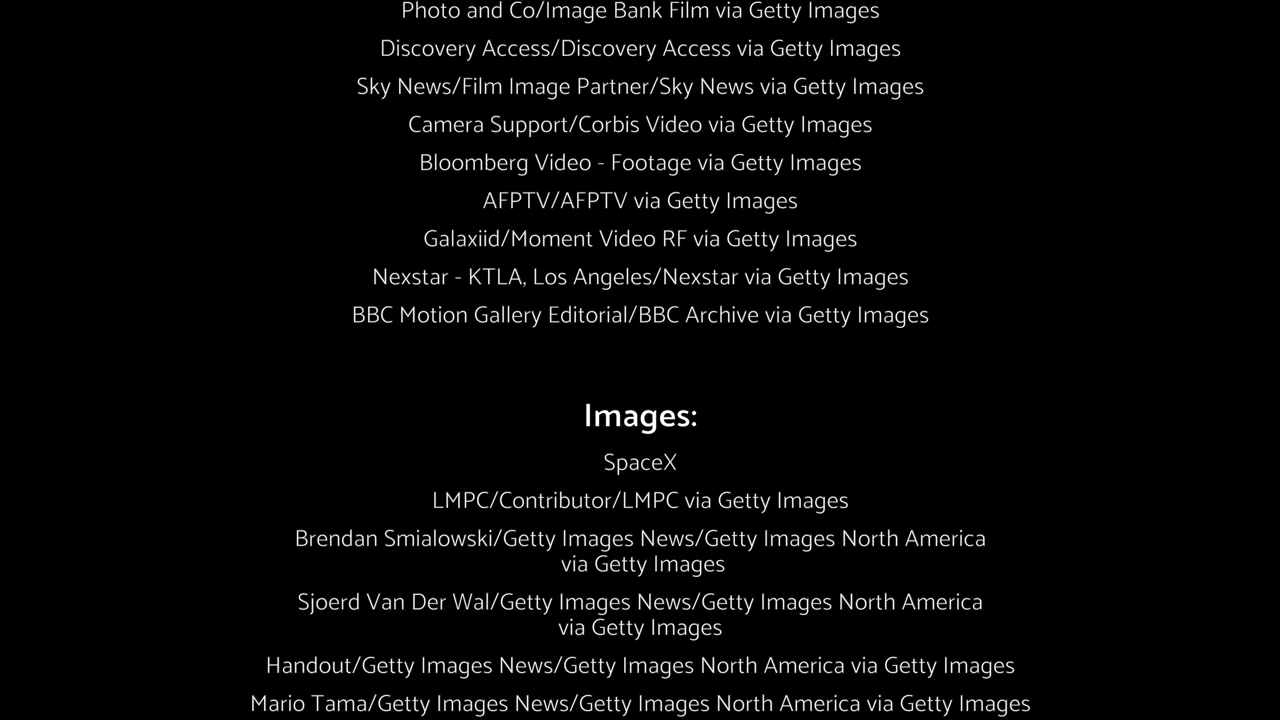 Photo and Co/Image Bank Film via Getty Images
Discovery Access/Discovery Access via Getty Images
Sky News/Film Image Partner/Sky News via Getty Images
Camera Support/Corbis Video via Getty Images
Bloomberg Video - Footage via Getty Images
AFPTV/AFPTV via Getty Images
Galaxiid/Moment Video RF via Getty Images
Nexstar - KTLA, Los Angeles/Nexstar via Getty Images
BBC Motion Gallery Editorial/BBC Archive via Getty Images
Images:
SpaceX
LMPC/Contributor/LMPC via Getty Images
Brendan Smialowski/Getty Images News/Getty Images North America
via Getty Images
Sjoerd Van Der Wal/Getty Images News/Getty Images North America
via Getty Images
Handout/Getty Images News/Getty Images North America via Getty Images
Mario Tama/Getty Images News/Getty Images North America via Getty Images